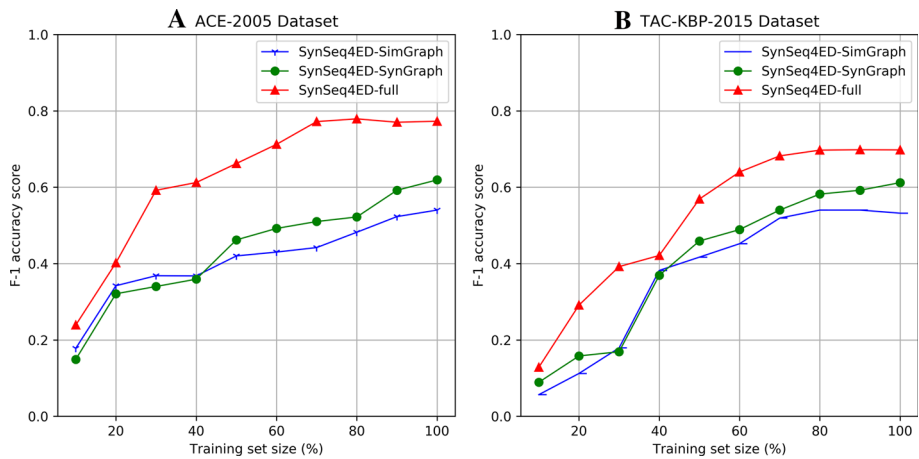 A ACE-2005 Dataset
F-1 accuracy score
1.0
0.8
0.6
0.4
0.2
0.0
SynSeq4ED-SimGraph
SynSeq4ED-SynGraph
SynSeq4ED-full
20 40 60 80 100
Training set size (%)
B TAC-KBP-2015 Dataset
F-1 accuracy score
1.0
0.8
0.6
0.4
0.2
0.0
SynSeq4ED-SimGraph
SynSeq4ED-SynGraph
SynSeq4ED-full
20 40 60 80 100
Training set size (%)